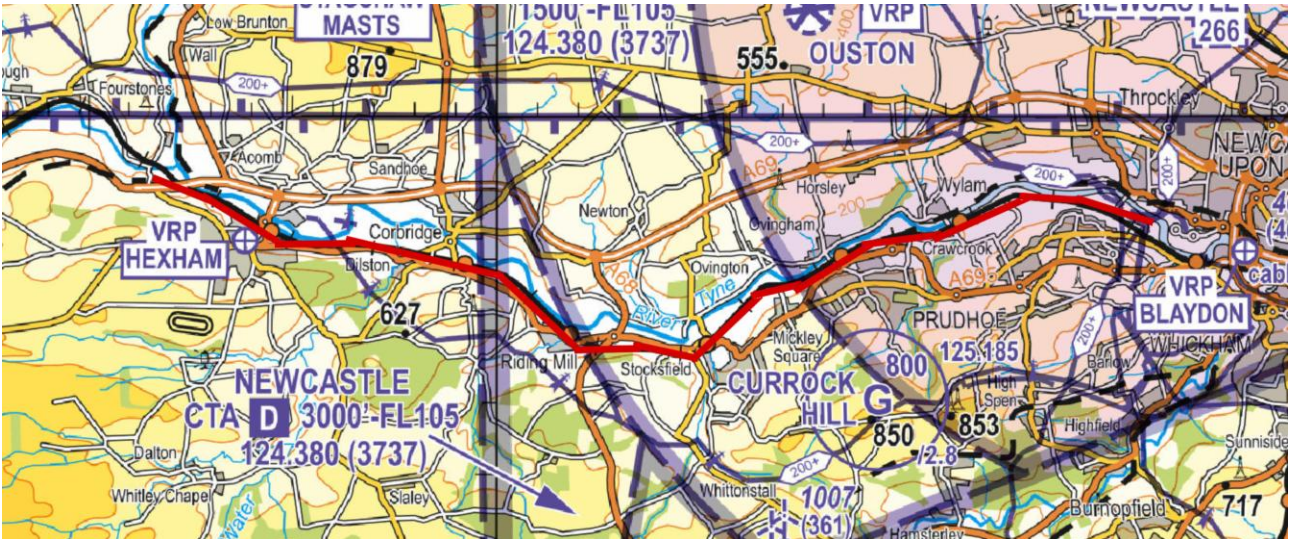 MASTS
Low Brunton
Wall
879
200+
Fourstones
1500'-FL105
124.380 (3737)
VRP
OUSTON
400
555
NEWCASTLE
266
Throckley
NEWCA
UPON
200+
200+
Acomb
Sandhoe
A69
Horsley
200
200+
Wylam
Newton
Ovingham
VRP
HEXHAM
Corbridge
Dilston
A68
Ovington
Crawcrook
A695
River Tyne
627
Riding Mill
Stocksfield
Mickley
Square
PRUDHOE
VRP
BLAYDON
cab
WHICKHAM
125.185
Barlow
800
High
Spen
NEWCASTLE
CTA D 3000'-FL105
124.380 (3737)
CURROCK
HILL G
850
853
/2.8
Highfield
Sunniside
Dalton
Whitley Chapel
Slaley
Water
200+
Whittonstall
1007
(361)
Hamsterley
Burnopfield
717